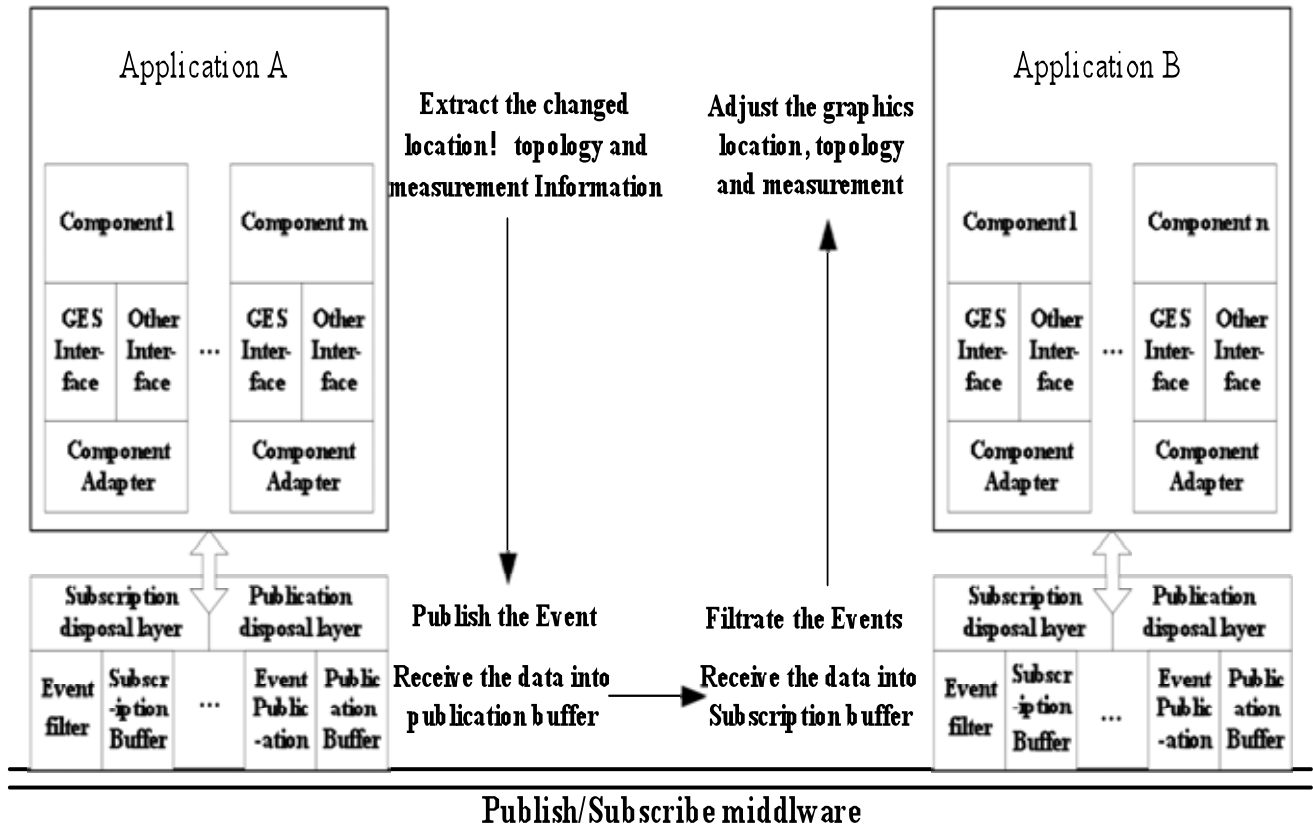 Application A
Component 1
Component m
GES Inter-face
Other Inter-face
...
GES Inter-face
Other Inter-face
Component Adapter
Component Adapter
Subscription disposal layer
Publication disposal layer
Event filter
Subscr-iption Buffer
...
Event Public-ation
Public ation Buffer
Extract the changed
location! topology and
measurement Information
Publish the Event
Receive the data into
publication buffer
Adjust the graphics
location, topology
and measurement
Filtrate the Events
Receive the data into
Subscription buffer
Application B
Component 1
Component n
GES Inter-face
Other Inter-face
...
GES Inter-face
Other Inter-face
Component Adapter
Component Adapter
Subscription disposal layer
Publication disposal layer
Event filter
Subscr-iption Buffer
...
Event Public-ation
Public ation Buffer
Publish/Subscribe middlware